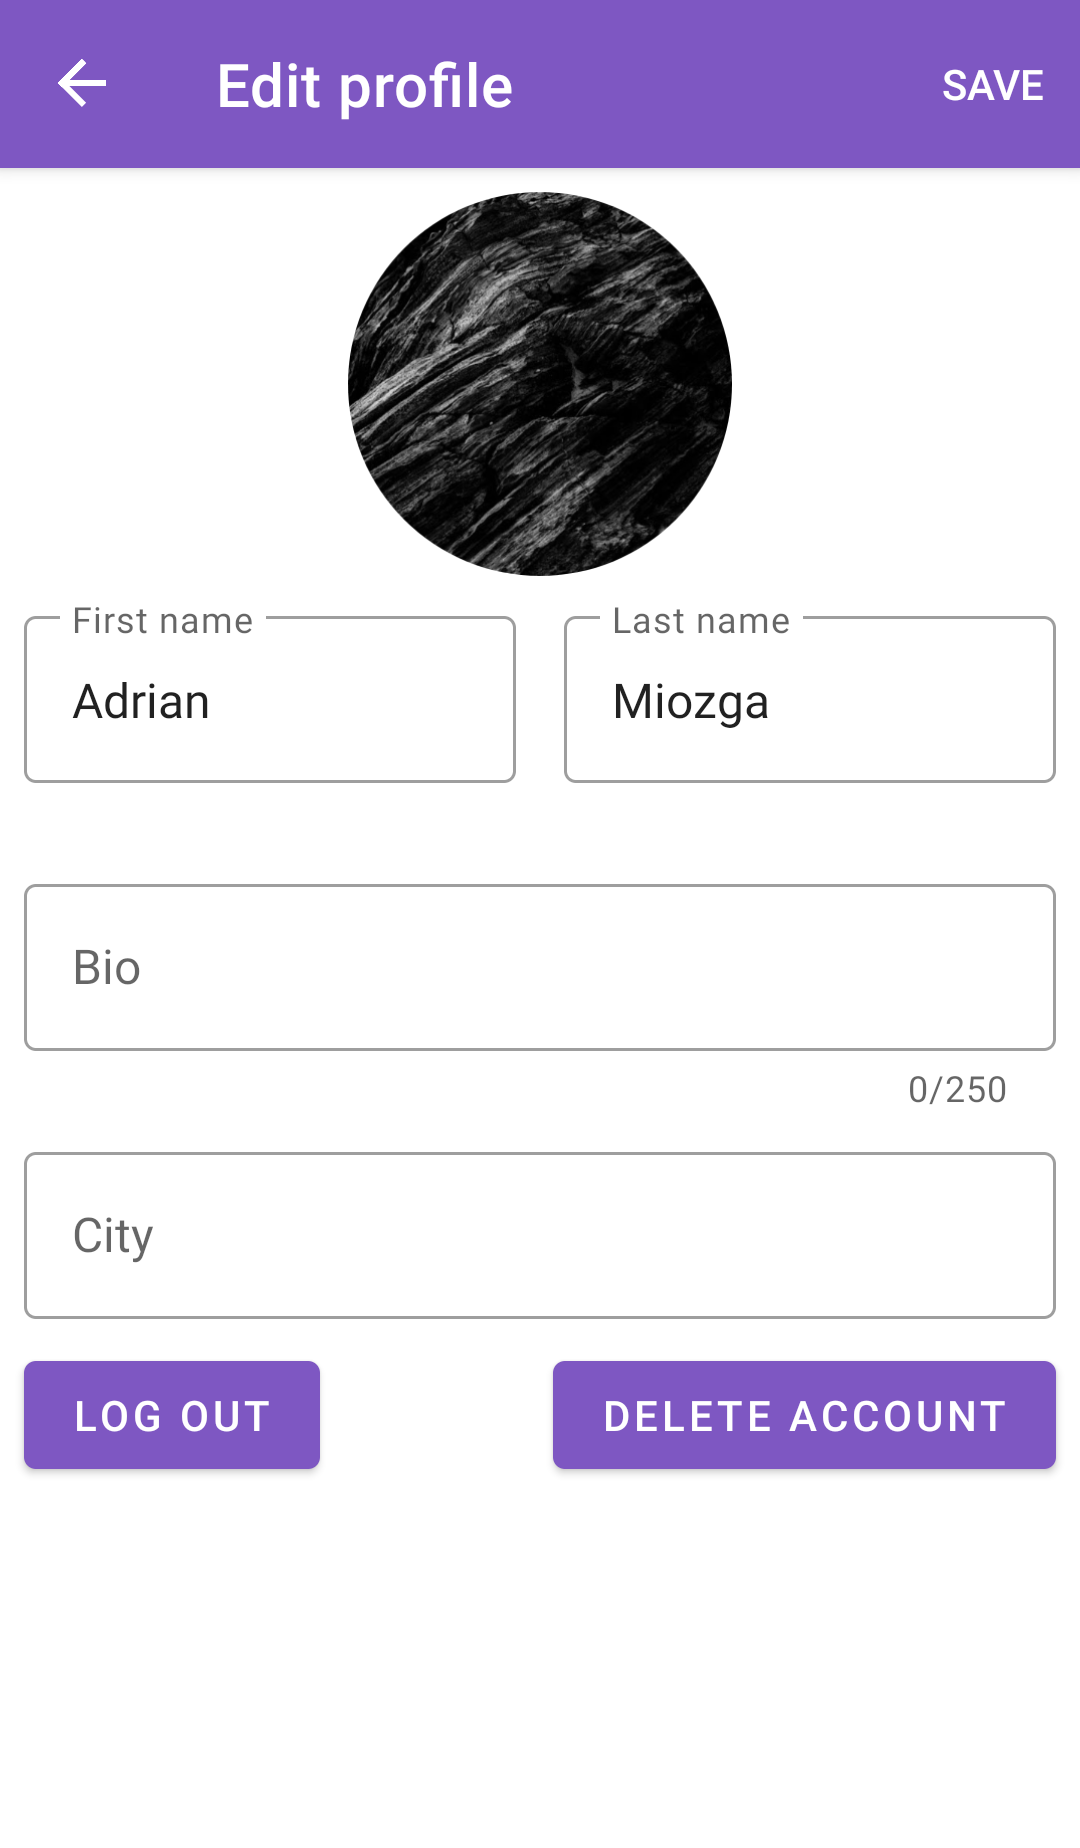 Edit profile SAVE
First name Last name
Adrian Miozga
Bio
0/250
City
LOG OUT DELETE ACCOUNT